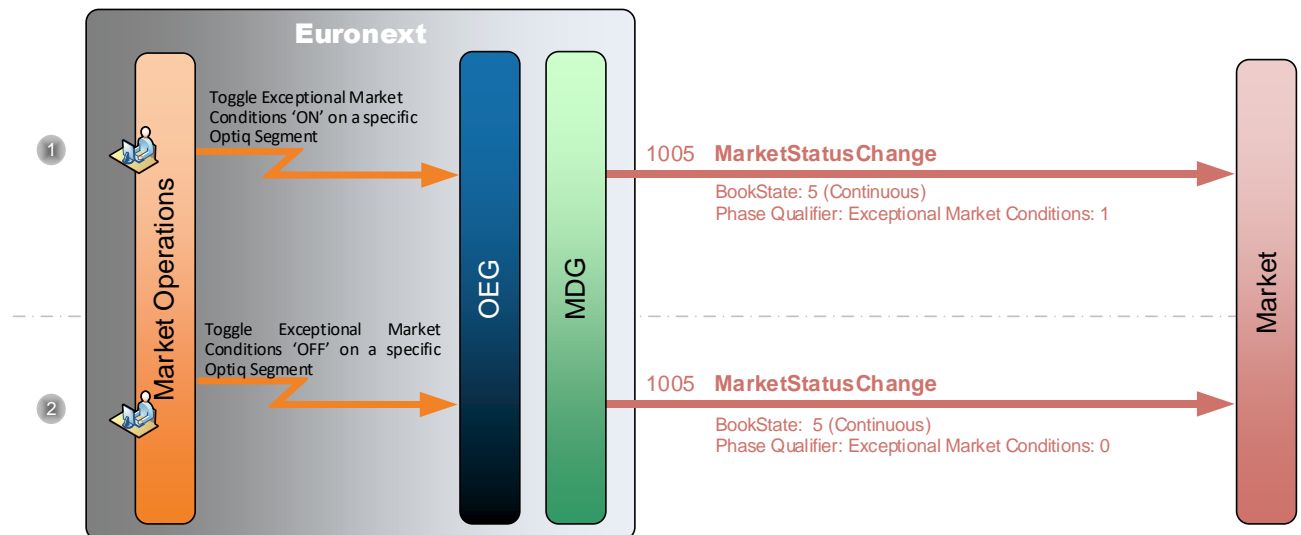 Euronext
Toggle Exceptional Market
Conditions ‘ON’ on a specific
Optiq Segment
1
1005 MarketStatusChange
BookState: 5 (Continuous)
Phase Qualifier: Exceptional Market Conditions: 1
Market Operations
OEG
MDG
Market
Toggle Exceptional Market
Conditions ‘OFF’ on a specific
Optiq Segment
2
1005 MarketStatusChange
BookState: 5 (Continuous)
Phase Qualifier: Exceptional Market Conditions: 0